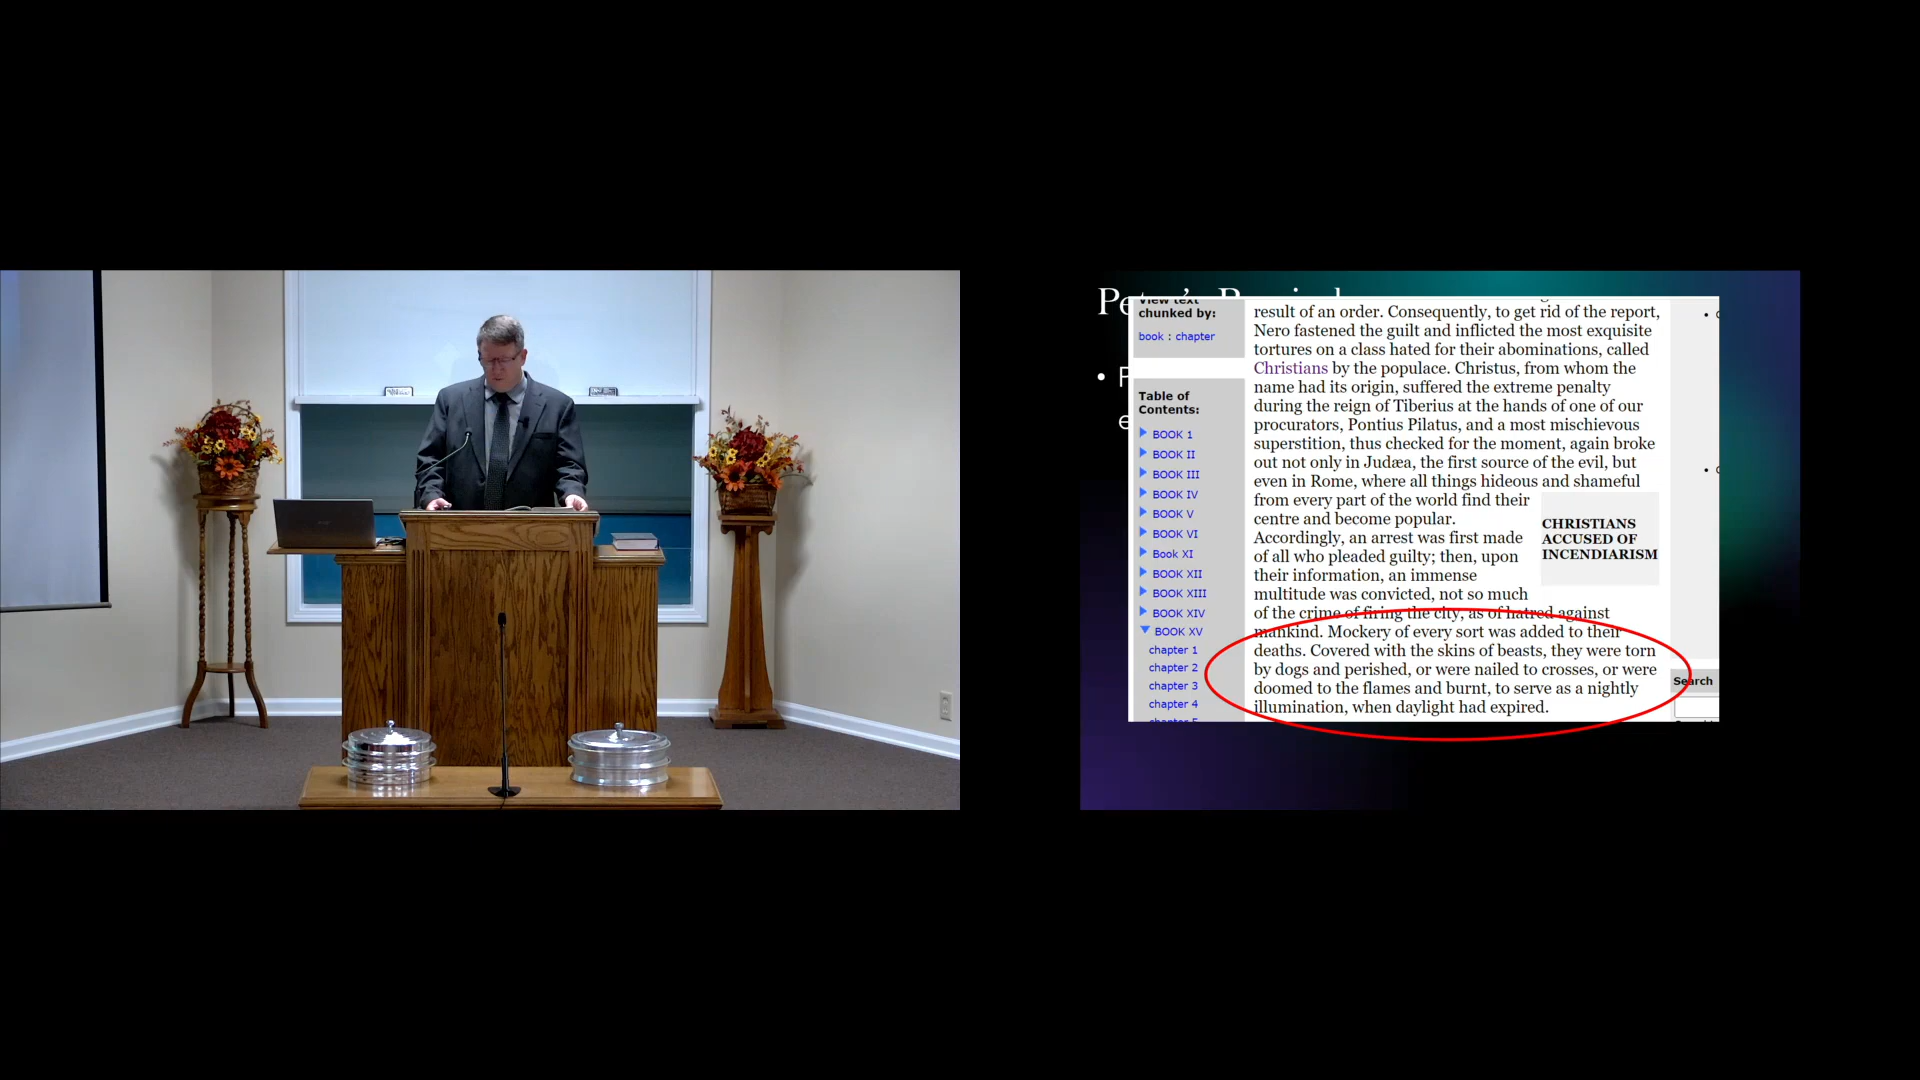 View text
chunked by:
book : chapter
Table of
Contents:
BOOK 1
BOOK II
BOOK III
BOOK IV
BOOK V
BOOK VI
Book XI
BOOK XII
BOOK XIII
BOOK XIV
BOOK XV
chapter 1
chapter 2
chapter 3
chapter 4
result of an order. Consequently, to get rid of the report,
Nero fastened the guilt and inflicted the most exquisite
tortures on a class hated for their abominations, called
Christians by the populace. Christus, from whom the
name had its origin, suffered the extreme penalty
during the reign of Tiberius at the hands of one of our
procurators, Pontius Pilatus, and a most mischievous
superstition, thus checked for the moment, again broke
out not only in Judæa, the first source of the evil, but
even in Rome, where all things hideous and shameful
from every part of the world find their
centre and become popular.
Accordingly, an arrest was first made
of all who pleaded guilty; then, upon
their information, an immense
multitude was convicted, not so much
of the crime of firing the city, as of hatred against
mankind. Mockery of every sort was added to their
deaths. Covered with the skins of beasts, they were torn
by dogs and perished, or were nailed to crosses, or were
doomed to the flames and burnt, to serve as a nightly
illumination, when daylight had expired.
CHRISTIANS
ACCUSED OF
INCENDIARISM
Search